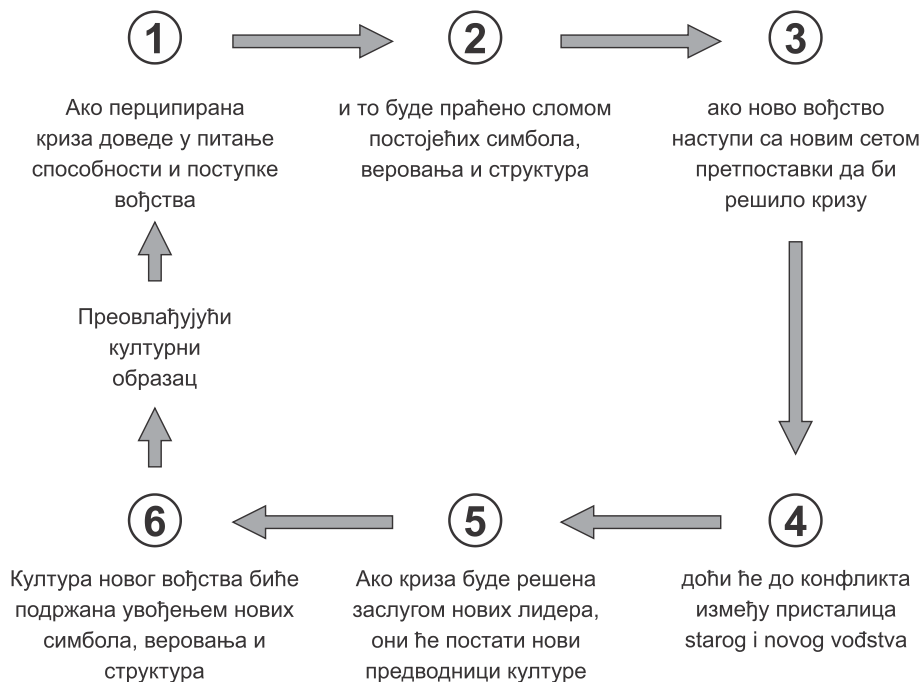 1
Ако перципирана
криза доведе у питање
способности и поступке
вођства
2
и то буде праћено сломом
постојећих симбола,
веровања и структура
3
ако ново вођство
наступи са новим сетом
претпоставки да би
решило кризу
4
доћи ће до конфликта
између присталица
starog i novog vođstva
5
Ако криза буде решена
заслугом нових лидера,
они ће постати нови
предводници културе
6
Култура новог вођства биће
подржана увођењем нових
симбола, веровања и
структура
Преовлађујући
културни
образац